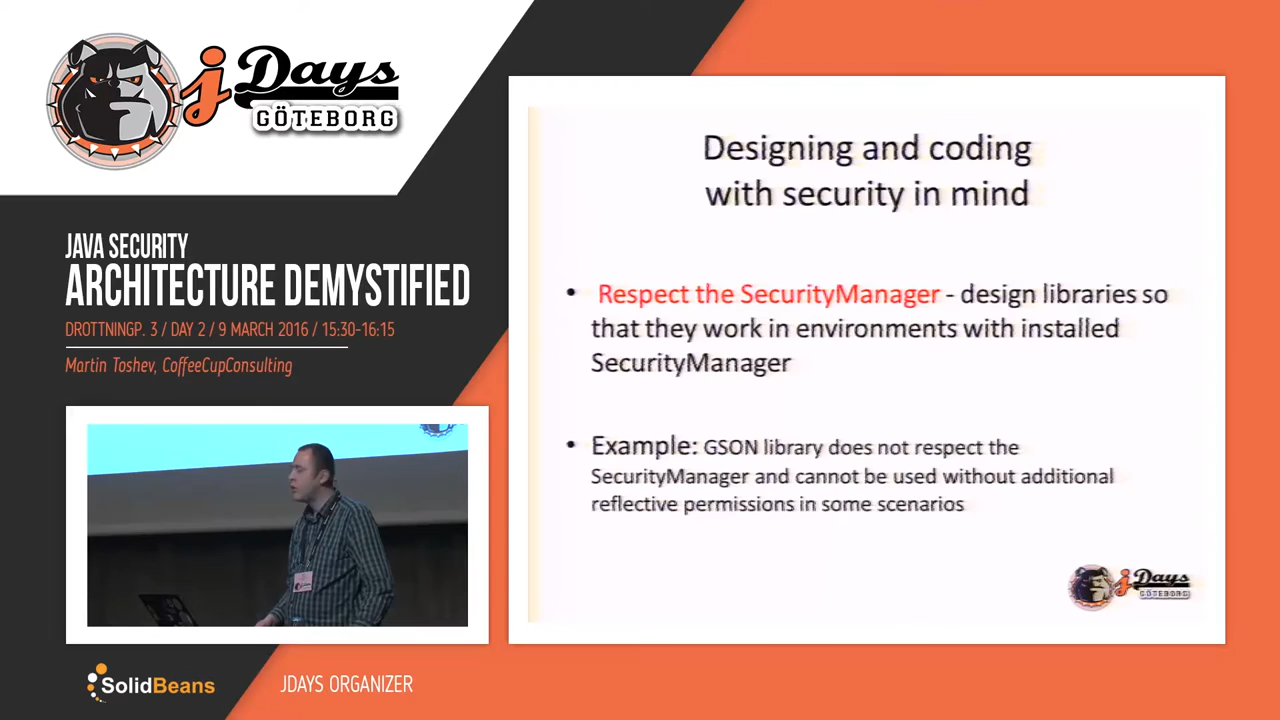 jDays
GÖTEBORG
JAVA SECURITY
ARCHITECTURE DEMYSTIFIED
DROTTNINGP. 3 / DAY 2 / 9 MARCH 2016 / 15:30-16:15
Martin Toshev, CoffeeCupConsulting
SolidBeans
JDAYS ORGANIZER
Designing and coding
with security in mind
• Respect the SecurityManager - design libraries so
that they work in environments with installed
SecurityManager
• Example: GSON library does not respect the
SecurityManager and cannot be used without additional
reflective permissions in some scenarios
jDays
GÖTEBORG